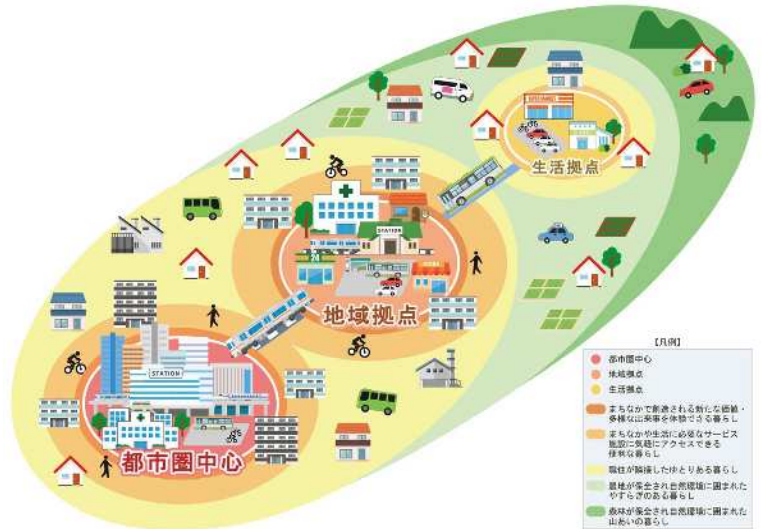 生活拠点
STATION
24
地域拠点
STATION
都市圏中心
【凡例】
都市圏中心
地域拠点
生活拠点
まちなかで創造される新たな価値・
多様な出来事を体験できる暮らし
まちなかや生活に必要なサービス
施設に気軽にアクセスできる
便利な暮らし
職住が隣接したゆとりある暮らし
農地が保全され自然環境に囲まれた
やすらぎのある暮らし
森林が保全され自然環境に囲まれた
山あいの暮らし